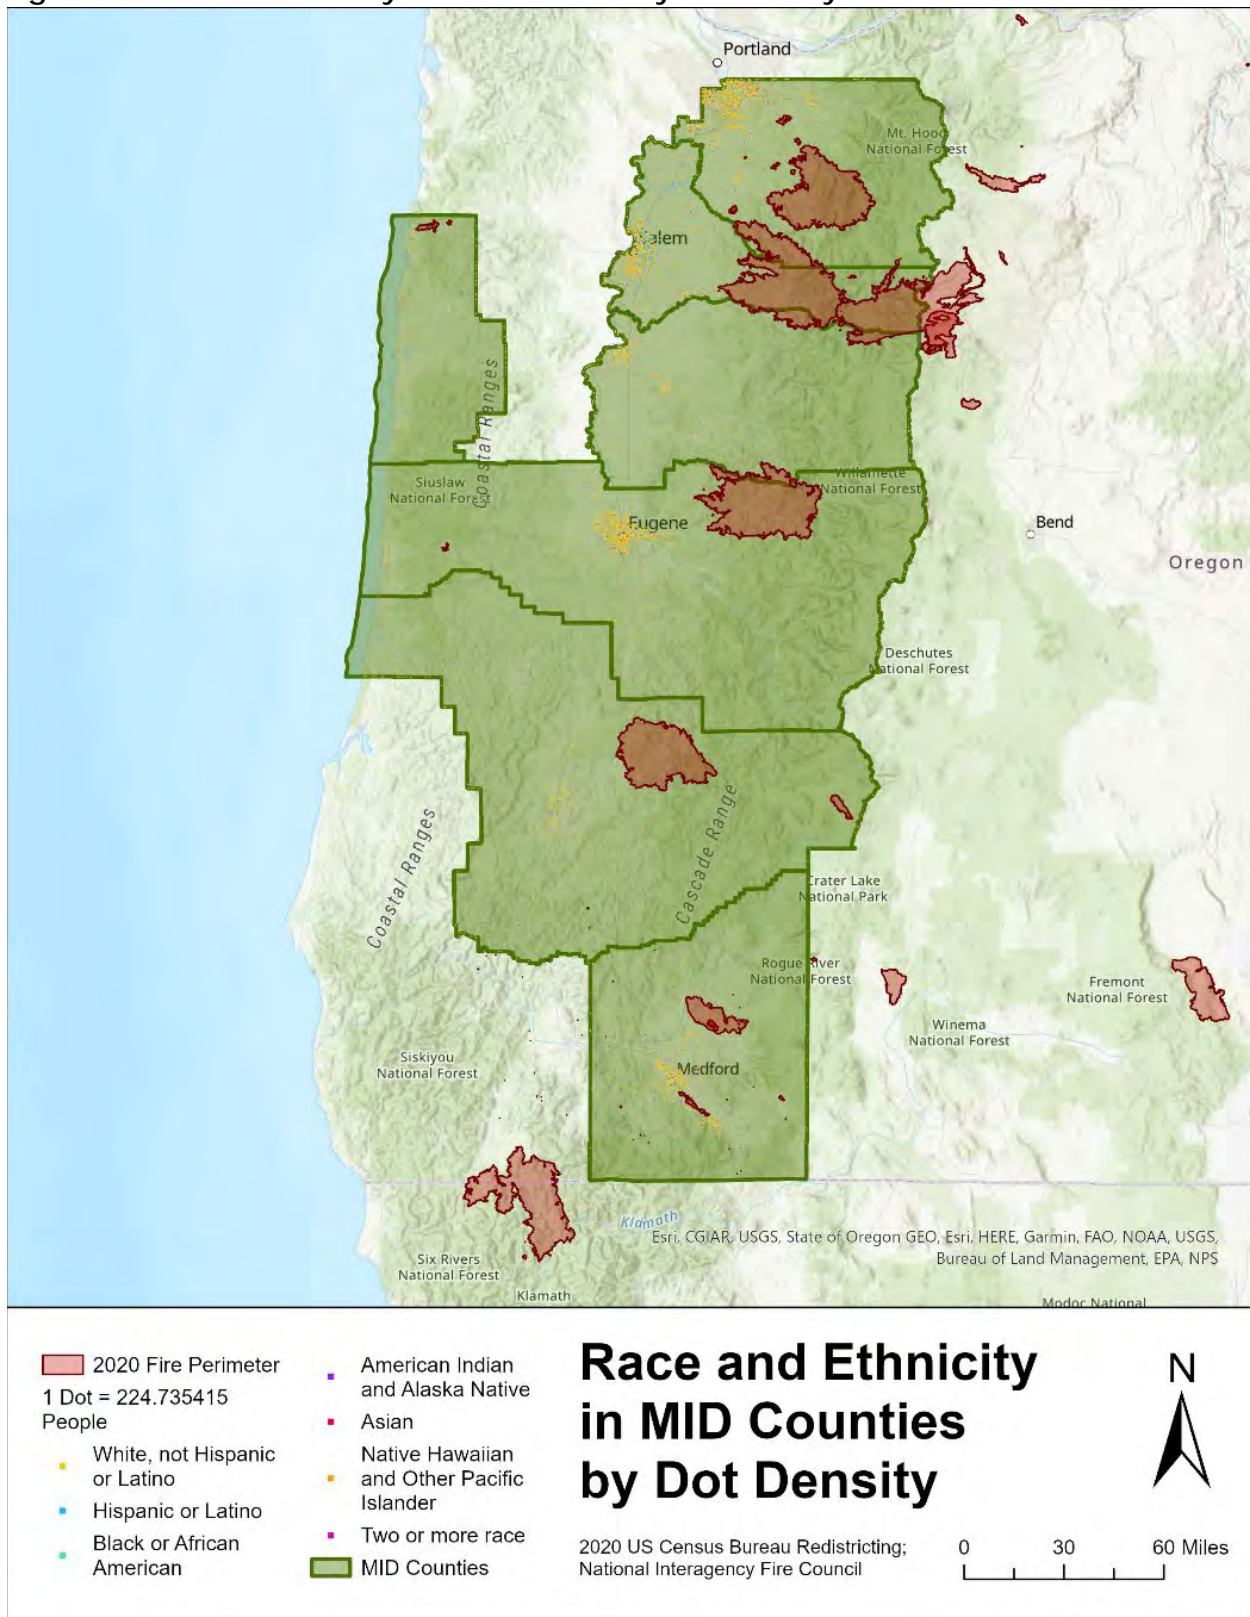 Portland
Mt. Hood
National Forest
alem
Coastal Ranges
Siuslaw
National Forest
Willamette
National Forest
Eugene
Bend
Oregon
Deschutes
National Forest
Coastal Ranges
Cascade Range
Crater Lake
National Park
Rogue River
National Forest
Fremont
National Forest
Winema
National Forest
Siskiyou
National Forest
Medford
Klamath
Esri, CGIAR, USGS, State of Oregon GEO, Esri, HERE, Garmin, FAO, NOAA, USGS,
Bureau of Land Management, EPA, NPS
Six Rivers
National Forest
Klamath
Modoc National
2020 Fire Perimeter
1 Dot = 224.735415
People
White, not Hispanic
or Latino
Hispanic or Latino
Black or African
American
American Indian
and Alaska Native
Asian
Native Hawaiian
and Other Pacific
Islander
Two or more race
MID Counties
Race and Ethnicity
in MID Counties
by Dot Density
2020 US Census Bureau Redistricting;
National Interagency Fire Council
N
0 30 60 Miles